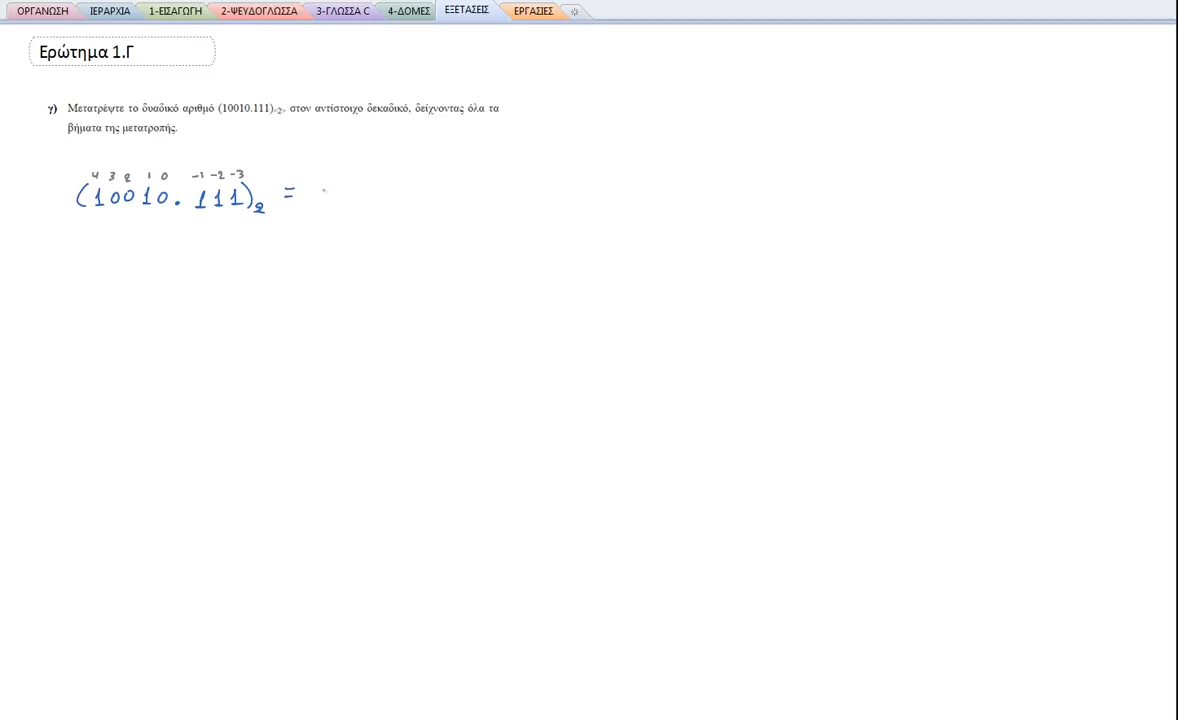 ΟΡΓΑΝΩΣΗ ΙΕΡΑΡΧΙΑ 1-ΕΙΣΑΓΩΓΗ 2-ΨΕΥΔΟΓΛΩΣΣΑ 3-ΓΛΩΣΣΑ C 4-ΔΟΜΕΣ ΕΞΕΤΑΣΕΙΣ ΕΡΓΑΣΙΕΣ
Ερώτημα 1.Γ
γ) Μετατρέψτε το δυαδικό αριθμό (10010.111)<2> στον αντίστοιχο δεκαδικό, δείχνοντας όλα τα
βήματα της μετατροπής.
4 3 2 1 0 -1 -2 -3
(10010.111)2 =